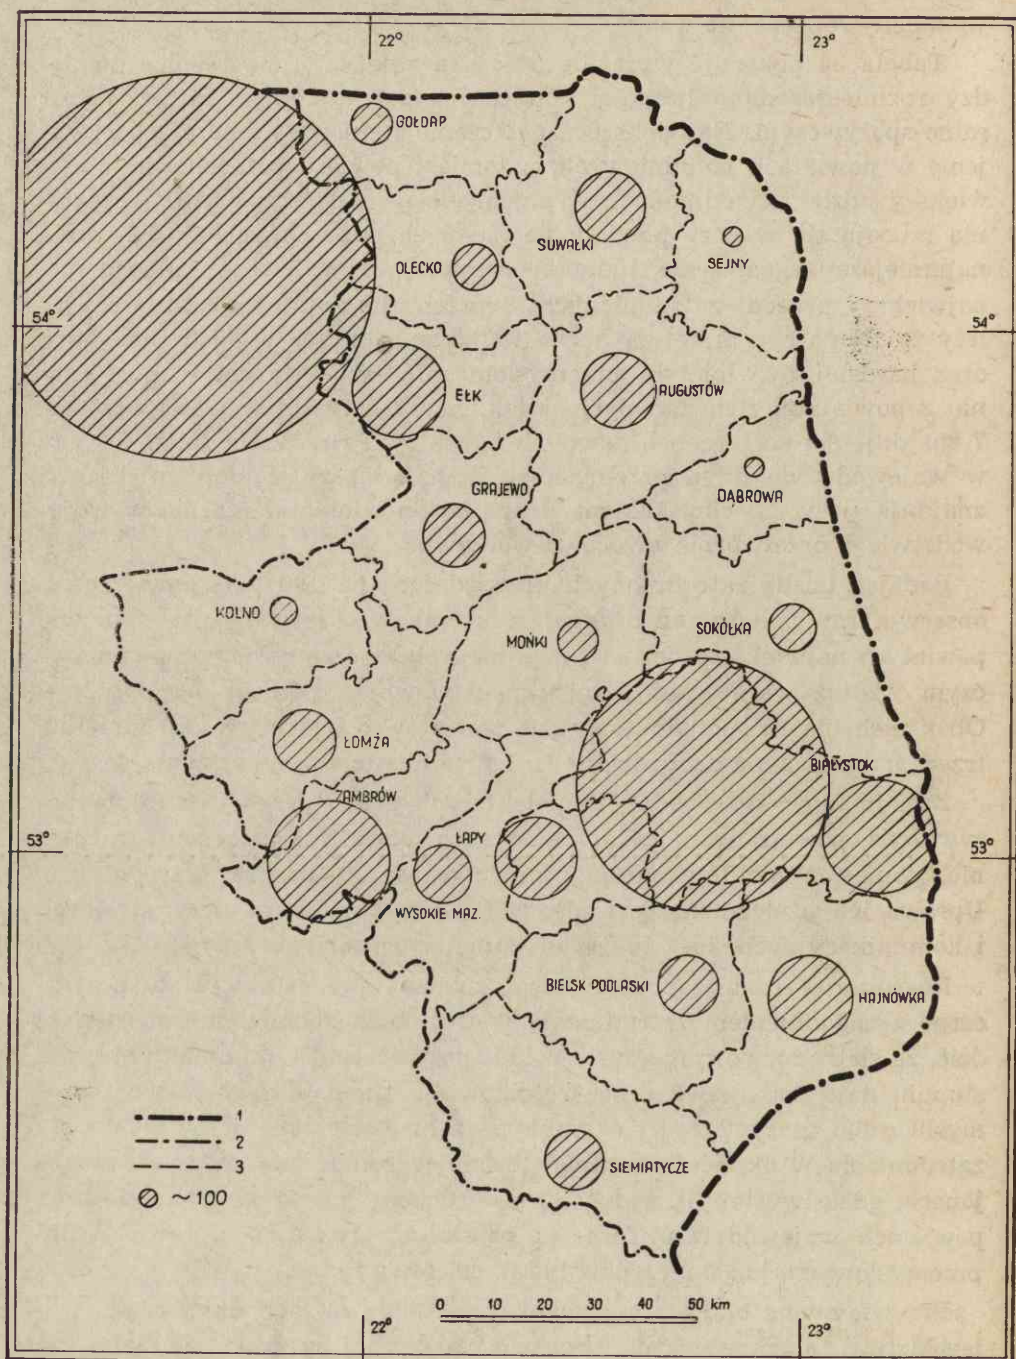 22°
23°
GOŁDAP
SUWAŁKI
SEJNY
OLECKO
54°
54°
EŁK
AUGUSTÓW
GRAJEWO
DĄBROWA
KOLNO
MOŃKI
SOKÓŁKA
ŁOMŻA
BIAŁYSTOK
ZAMBRÓW
ŁAPY
53°
53°
WYSOKIE MAZ.
BIELSK PODLASKI
HAJNÓWKA
1
2
3
~100
SIEMIATYCZE
0 10 20 30 40 50 km
22°
23°